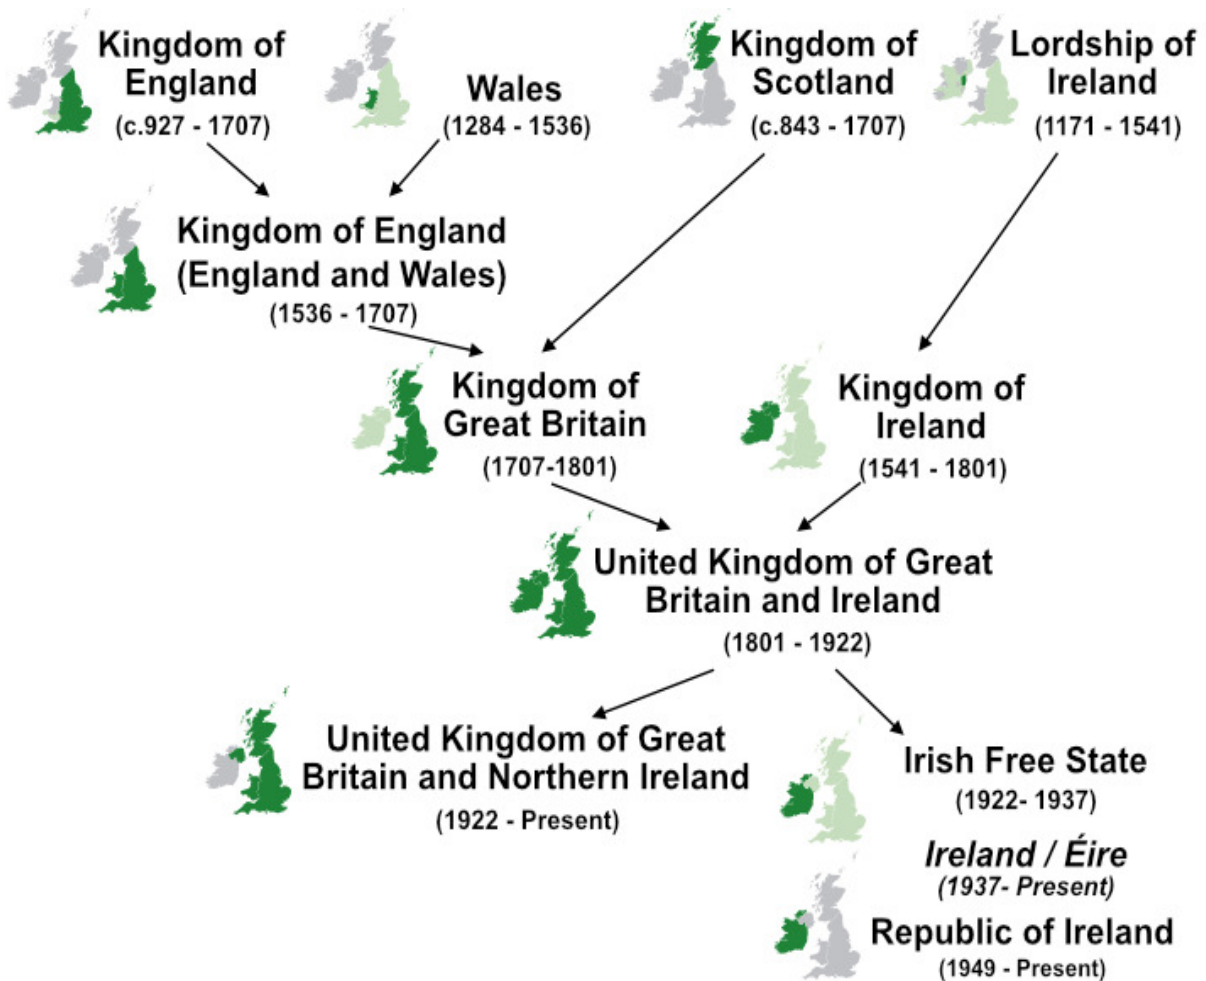 Kingdom of
England
(c.927 - 1707)
Wales
(1284 - 1536)
Kingdom of
Scotland
(c.843 - 1707)
Lordship of
Ireland
(1171 - 1541)
Kingdom of England
(England and Wales)
(1536 - 1707)
Kingdom of
Great Britain
(1707-1801)
Kingdom of
Ireland
(1541 - 1801)
United Kingdom of Great
Britain and Ireland
(1801 - 1922)
United Kingdom of Great
Britain and Northern Ireland
(1922 - Present)
Irish Free State
(1922- 1937)
Ireland / Éire
(1937- Present)
Republic of Ireland
(1949 - Present)